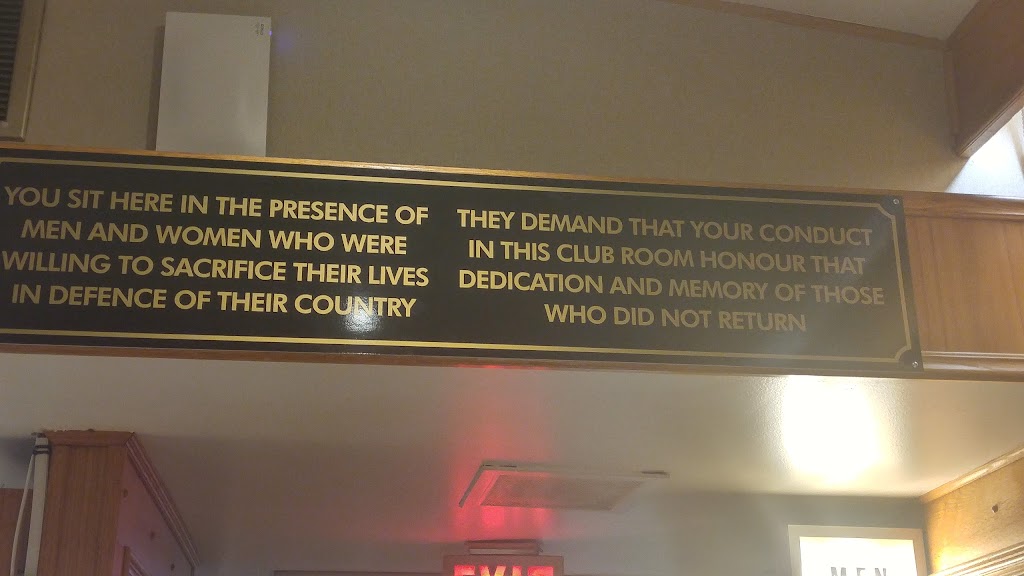 YOU SIT HERE IN THE PRESENCE OF
MEN AND WOMEN WHO WERE
WILLING TO SACRIFICE THEIR LIVES
IN DEFENCE OF THEIR COUNTRY
THEY DEMAND THAT YOUR CONDUCT
IN THIS CLUB ROOM HONOUR THAT
DEDICATION AND MEMORY OF THOSE
WHO DID NOT RETURN
EXIT
MEN